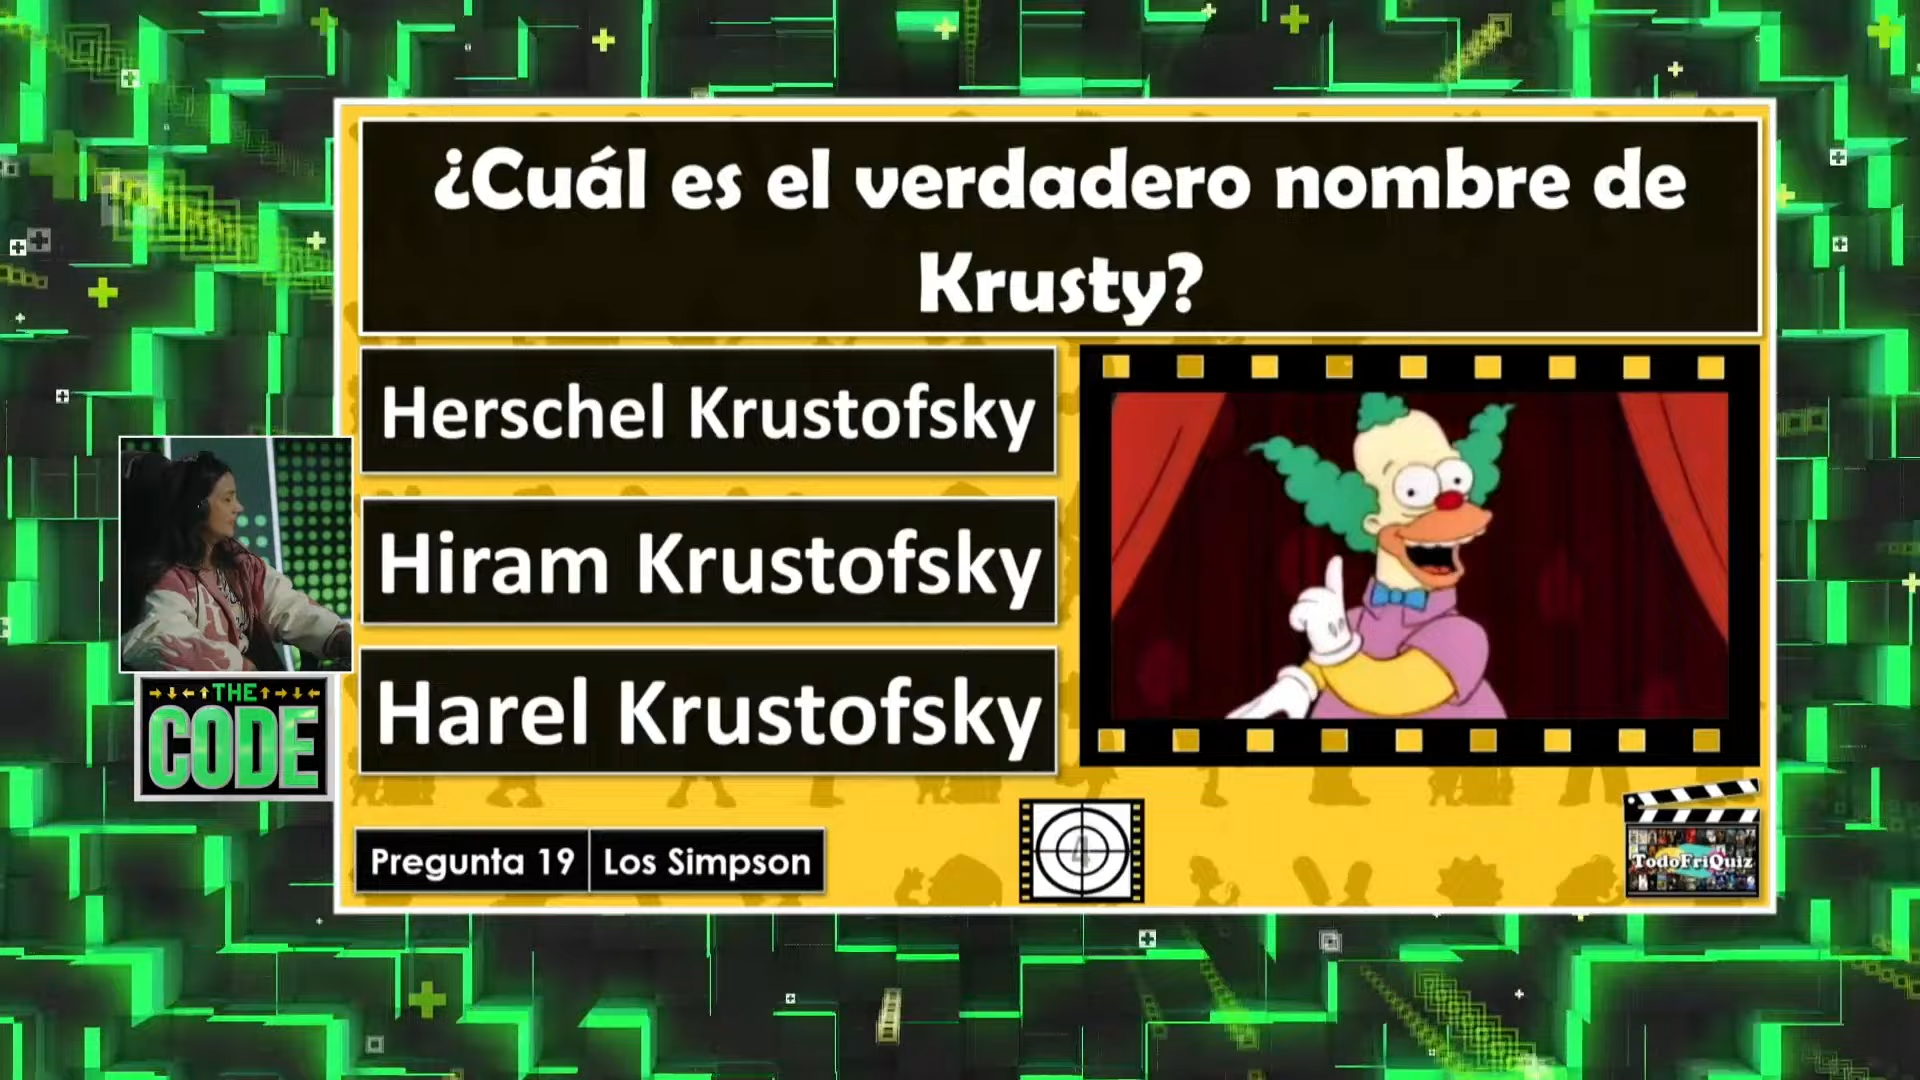 ¿Cuál es el verdadero nombre de
Krusty?
Herschel Krustofsky
Hiram Krustofsky
Harel Krustofsky
THE
CODE
Pregunta 19
Los Simpson
4
TodoFriQuiz